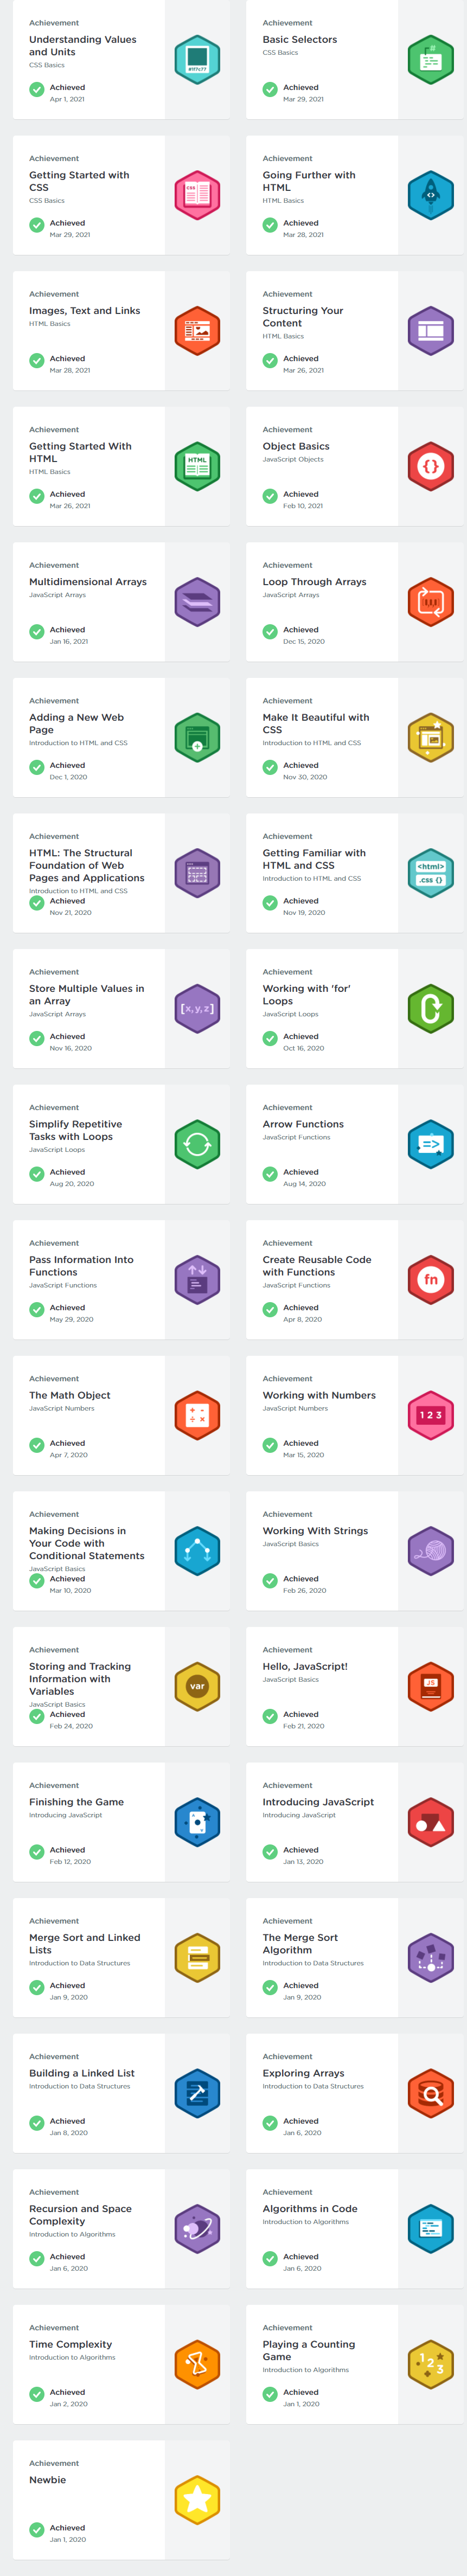 Achievement
Understanding Values
and Units
CSS Basics
Achieved
Apr 1, 2021
#117c77
Achievement
Basic Selectors
CSS Basics
Achieved
Mar 29, 2021
#
Achievement
Getting Started with
CSS
CSS Basics
Achieved
Mar 29, 2021
CSS
Achievement
Going Further with
HTML
HTML Basics
Achieved
Mar 28, 2021
<>
Achievement
Images, Text and Links
HTML Basics
Achieved
Mar 28, 2021
Achievement
Structuring Your
Content
HTML Basics
Achieved
Mar 26, 2021
Achievement
Getting Started With
HTML
HTML Basics
Achieved
Mar 26, 2021
HTML
Achievement
Object Basics
JavaScript Objects
Achieved
Feb 10, 2021
{}
Achievement
Multidimensional Arrays
JavaScript Arrays
Achieved
Jan 16, 2021
Achievement
Loop Through Arrays
JavaScript Arrays
Achieved
Dec 15, 2020
Achievement
Adding a New Web
Page
Introduction to HTML and CSS
Achieved
Dec 1, 2020
+
Achievement
Make It Beautiful with
CSS
Introduction to HTML and CSS
Achieved
Nov 30, 2020
Achievement
HTML: The Structural
Foundation of Web
Pages and Applications
Introduction to HTML and CSS
Achieved
Nov 21, 2020
Achievement
Getting Familiar with
HTML and CSS
Introduction to HTML and CSS
Achieved
Nov 19, 2020
<html>
.css {}
Achievement
Store Multiple Values in
an Array
JavaScript Arrays
Achieved
Nov 16, 2020
[x,y,z]
Achievement
Working with 'for'
Loops
JavaScript Loops
Achieved
Oct 16, 2020
Achievement
Simplify Repetitive
Tasks with Loops
JavaScript Loops
Achieved
Aug 20, 2020
Achievement
Arrow Functions
JavaScript Functions
Achieved
Aug 14, 2020
=>
Achievement
Pass Information Into
Functions
JavaScript Functions
Achieved
May 29, 2020
Achievement
Create Reusable Code
with Functions
JavaScript Functions
Achieved
Apr 8, 2020
fn
Achievement
The Math Object
JavaScript Numbers
Achieved
Apr 7, 2020
+ -
÷ ×
Achievement
Working with Numbers
JavaScript Numbers
Achieved
Mar 15, 2020
1 2 3
Achievement
Making Decisions in
Your Code with
Conditional Statements
JavaScript Basics
Achieved
Mar 10, 2020
Achievement
Working With Strings
JavaScript Basics
Achieved
Feb 26, 2020
Achievement
Storing and Tracking
Information with
Variables
JavaScript Basics
Achieved
Feb 24, 2020
var
Achievement
Hello, JavaScript!
JavaScript Basics
Achieved
Feb 21, 2020
JS
Achievement
Finishing the Game
Introducing JavaScript
Achieved
Feb 12, 2020
Achievement
Introducing JavaScript
Introducing JavaScript
Achieved
Jan 13, 2020
Achievement
Merge Sort and Linked
Lists
Introduction to Data Structures
Achieved
Jan 9, 2020
Achievement
The Merge Sort
Algorithm
Introduction to Data Structures
Achieved
Jan 9, 2020
Achievement
Building a Linked List
Introduction to Data Structures
Achieved
Jan 8, 2020
Achievement
Exploring Arrays
Introduction to Data Structures
Achieved
Jan 6, 2020
Achievement
Recursion and Space
Complexity
Introduction to Algorithms
Achieved
Jan 6, 2020
Achievement
Algorithms in Code
Introduction to Algorithms
Achieved
Jan 6, 2020
Achievement
Time Complexity
Introduction to Algorithms
Achieved
Jan 2, 2020
Achievement
Playing a Counting
Game
Introduction to Algorithms
Achieved
Jan 1, 2020
1 2 3
Achievement
Newbie
Achieved
Jan 1, 2020